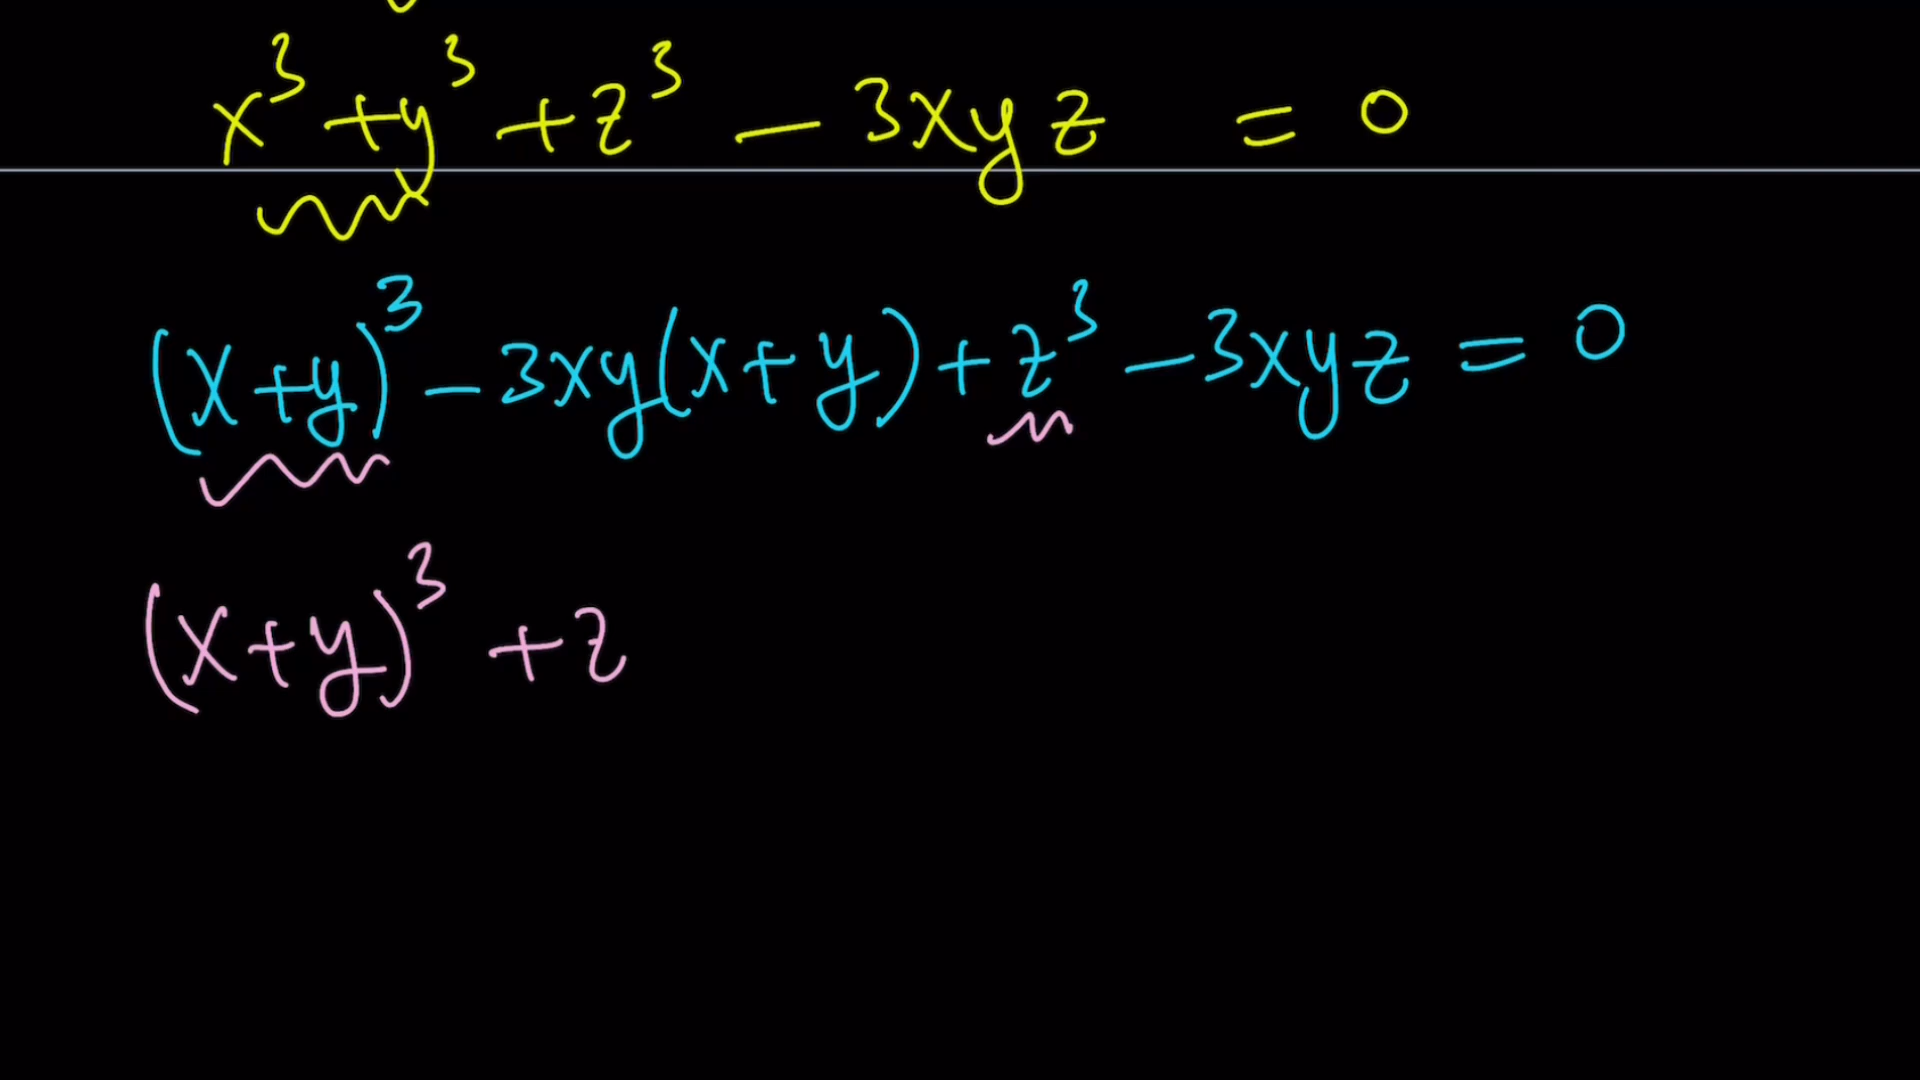 x³ + y³ + z³ − 3xyz = 0
(x+y)³ − 3xy(x+y) + z³ − 3xyz = 0
(x+y)³ + z